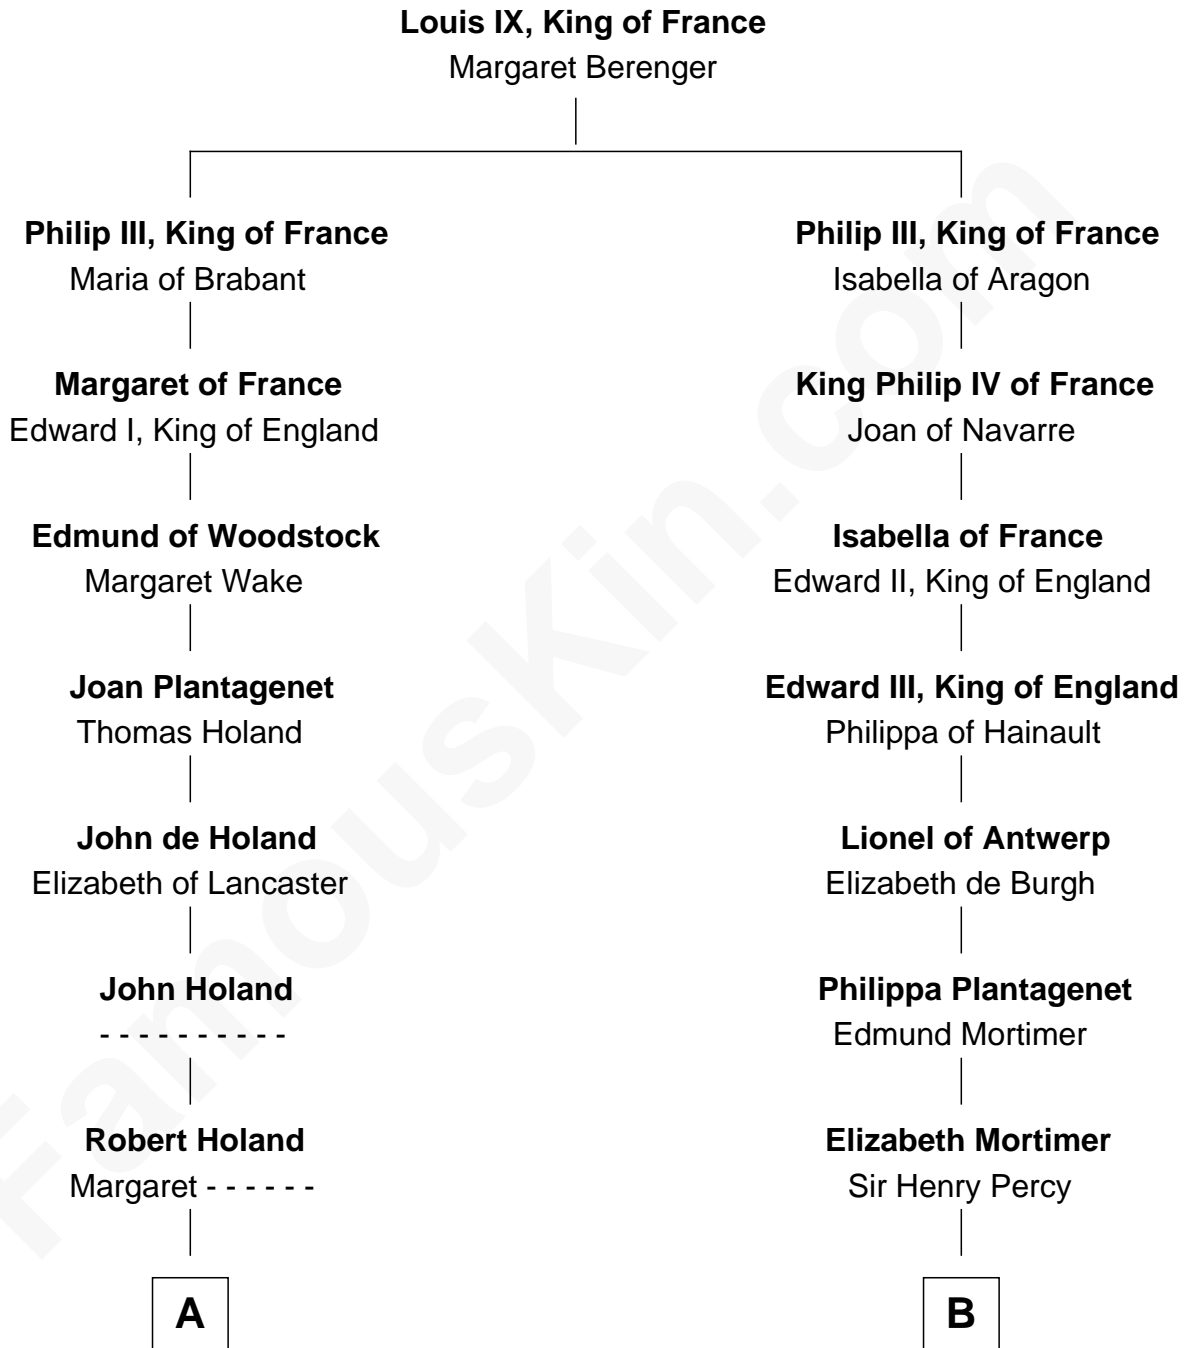 Louis IX, King of France
Margaret Berenger
Philip III, King of France
Maria of Brabant
Philip III, King of France
Isabella of Aragon
Margaret of France
Edward I, King of England
King Philip IV of France
Joan of Navarre
Edmund of Woodstock
Margaret Wake
Isabella of France
Edward II, King of England
Joan Plantagenet
Thomas Holand
Edward III, King of England
Philippa of Hainault
John de Holand
Elizabeth of Lancaster
Lionel of Antwerp
Elizabeth de Burgh
John Holand
- - - - - - - - - -
Philippa Plantagenet
Edmund Mortimer
Robert Holand
Margaret - - - - - -
Elizabeth Mortimer
Sir Henry Percy
A
B
FamousKin.com